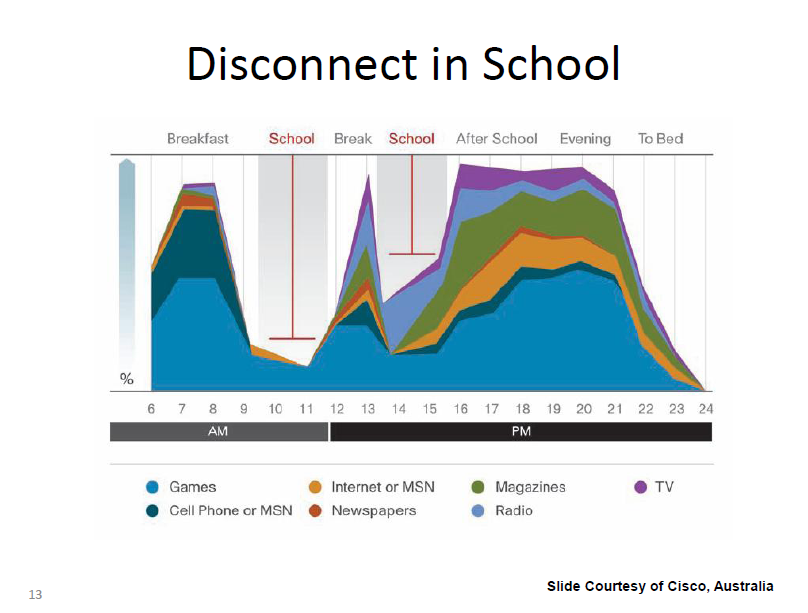 Disconnect in School
Breakfast School Break School After School Evening To Bed
%
6 7 8 9 10 11 12 13 14 15 16 17 18 19 20 21 22 23 24
AM PM
Games Internet or MSN Magazines TV
Cell Phone or MSN Newspapers Radio
Slide Courtesy of Cisco, Australia
13